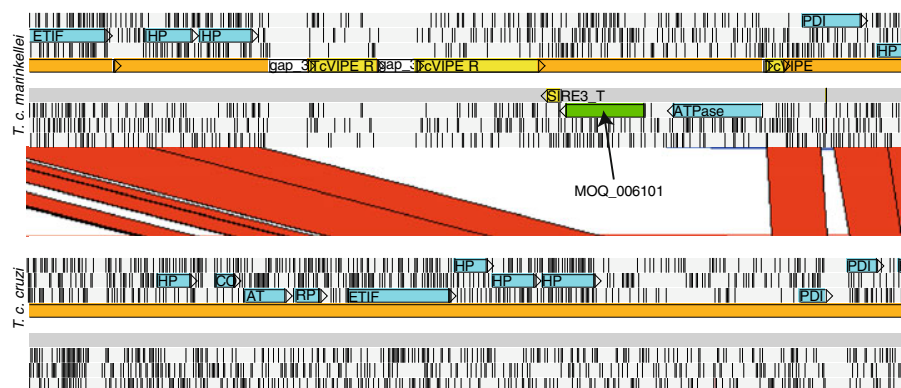 PDI
ETIF HP HP
HP
T. c. marinkellei
gap_3 TcVIPE R gap_3 TcVIPE R TcVIPE
SIRE3_T
ATPase
MOQ_006101
HP PDI
HP CO HP HP
AT RP ETIF PDI
T. c. cruzi